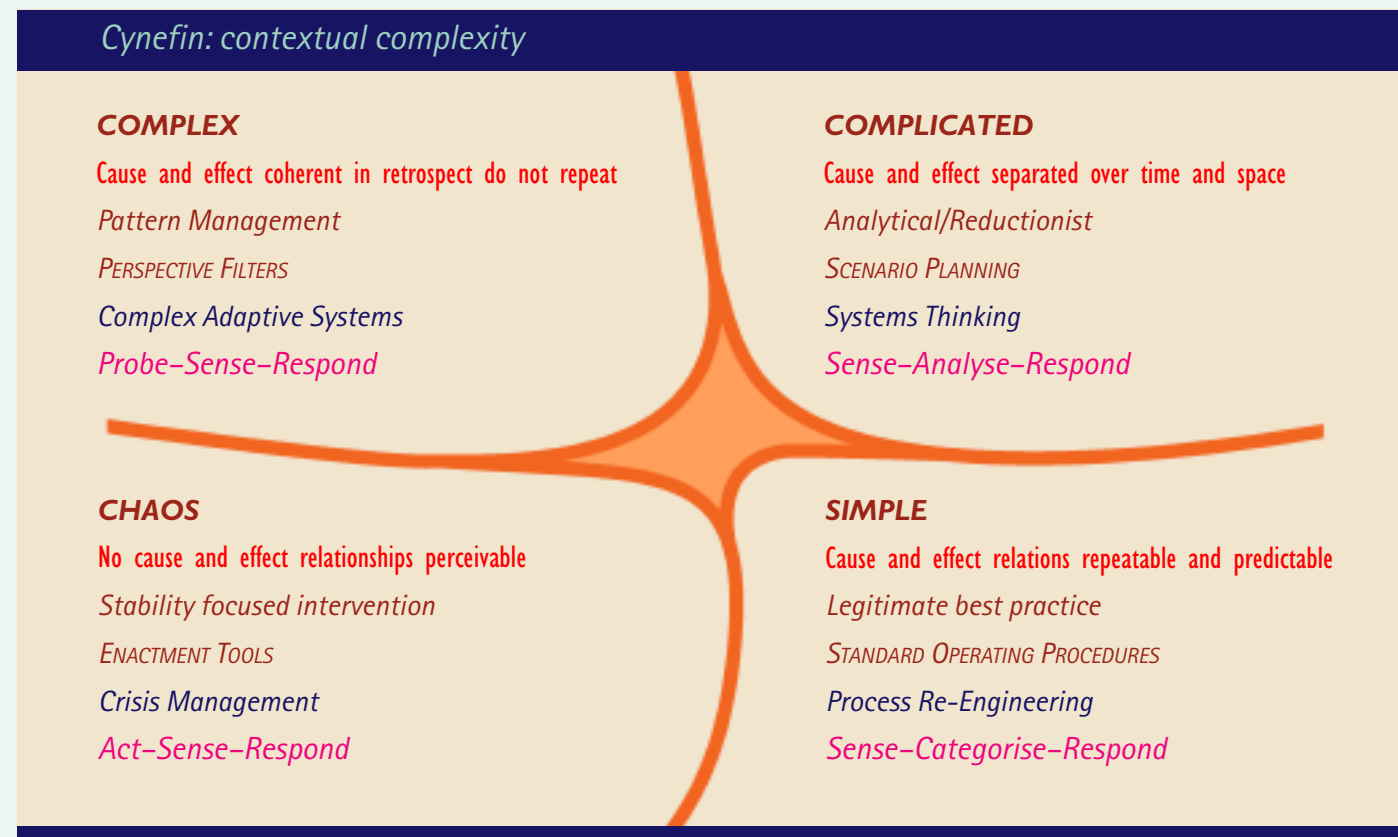 Cynefin: contextual complexity
COMPLEX
Cause and effect coherent in retrospect do not repeat
Pattern Management
PERSPECTIVE FILTERS
Complex Adaptive Systems
Probe–Sense–Respond
COMPLICATED
Cause and effect separated over time and space
Analytical/Reductionist
SCENARIO PLANNING
Systems Thinking
Sense–Analyse–Respond
CHAOS
No cause and effect relationships perceivable
Stability focused intervention
ENACTMENT TOOLS
Crisis Management
Act–Sense–Respond
SIMPLE
Cause and effect relations repeatable and predictable
Legitimate best practice
STANDARD OPERATING PROCEDURES
Process Re-Engineering
Sense–Categorise–Respond